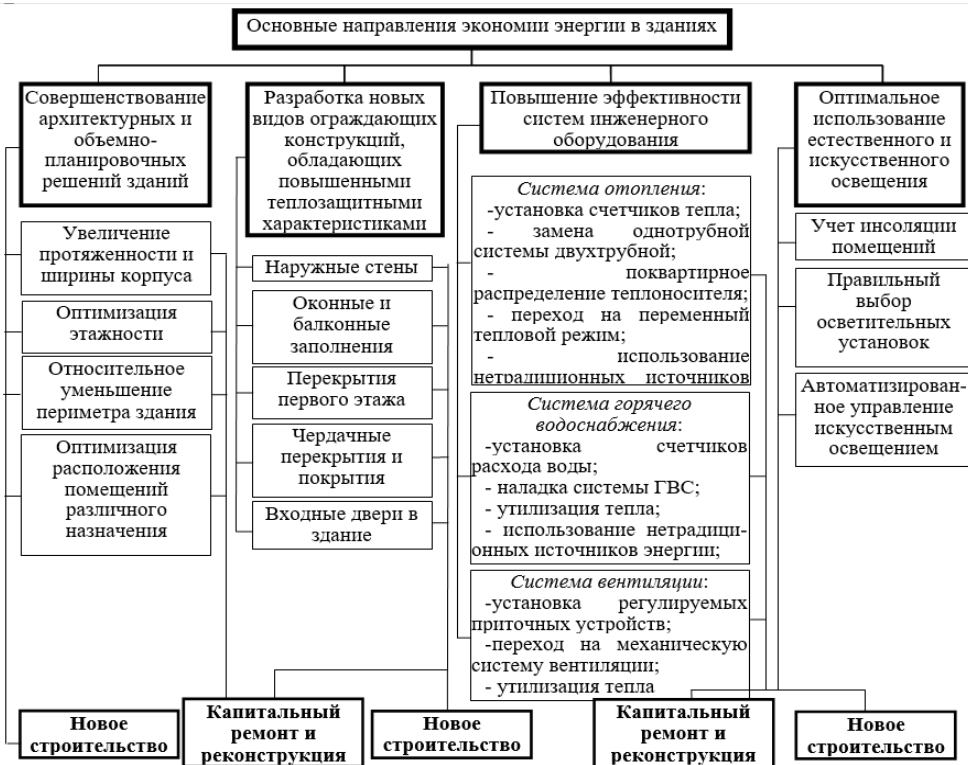 Основные направления экономии энергии в зданиях
Совершенствование
архитектурных и
объемно-
планировочных
решений зданий
Увеличение
протяженности и
ширины корпуса
Оптимизация
этажности
Относительное
уменьшение
периметра здания
Оптимизация
расположения
помещений
различного
назначения
Разработка новых
видов ограждающих
конструкций,
обладающих
повышенными
теплозащитными
характеристиками
Наружные стены
Оконные и
балконные
заполнения
Перекрытия
первого этажа
Чердачные
перекрытия и
покрытия
Входные двери в
здание
Повышение эффективности
систем инженерного
оборудования
Система отопления:
-установка счетчиков тепла;
- замена однотрубной
системы двухтрубной;
- поквартирное
распределение теплоносителя;
- переход на переменный
тепловой режим;
- использование
нетрадиционных источников
Система горячего
водоснабжения:
-установка счетчиков
расхода воды;
- наладка системы ГВС;
- утилизация тепла;
- использование нетрадици-
онных источников энергии;
Система вентиляции:
-установка регулируемых
приточных устройств;
-переход на механическую
систему вентиляции;
- утилизация тепла
Оптимальное
использование
естественного и
искусственного
освещения
Учет инсоляции
помещений
Правильный
выбор
осветительных
установок
Автоматизирован-
ное управление
искусственным
освещением
Новое
строительство
Капитальный
ремонт и
реконструкция
Новое
строительство
Капитальный
ремонт и
реконструкция
Новое
строительство